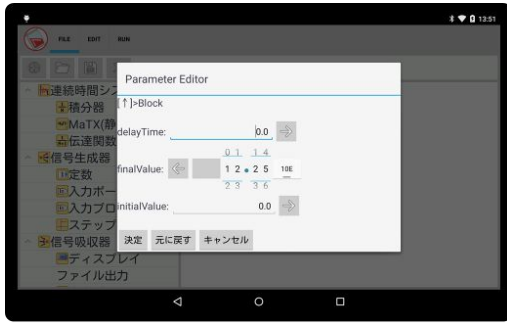 13:51
FILE EDIT RUN
Parameter Editor
[↑]>Block
delayTime: 0.0
0 1 1 4
finalValue: 1 2 . 2 5 10E
2 3 3 6
initialValue: 0.0
決定 元に戻す キャンセル
連続時間シ
積分器
MaTX(静
伝達関数
信号生成器
定数
入力ポー
入力プロ
ステップ
信号吸収器
ディスプレイ
ファイル出力